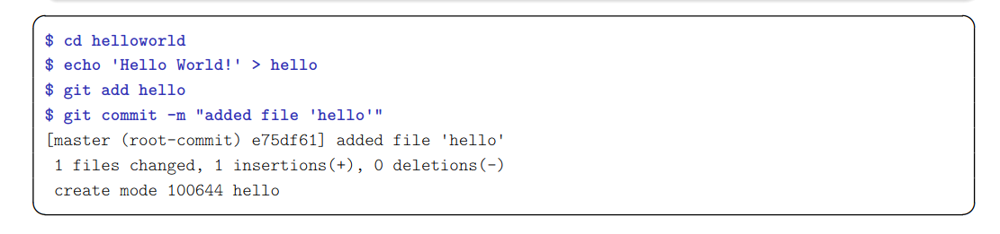 $ cd helloworld
$ echo 'Hello World!' > hello
$ git add hello
$ git commit -m "added file 'hello'"
[master (root-commit) e75df61] added file 'hello'
1 files changed, 1 insertions(+), 0 deletions(-)
create mode 100644 hello